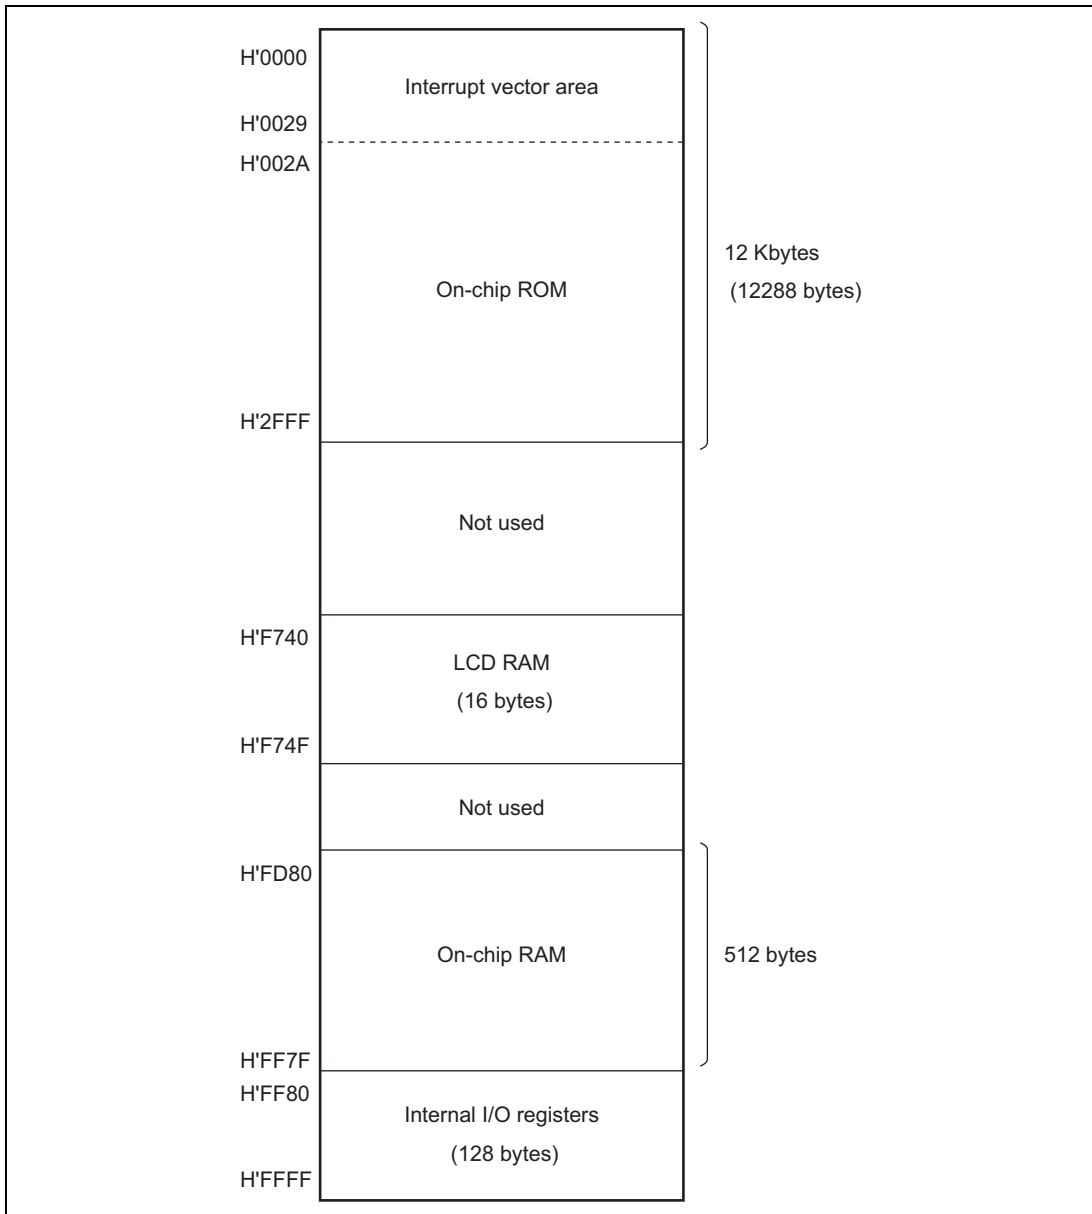 H'0000
Interrupt vector area
H'0029
H'002A
12 Kbytes
(12288 bytes)
On-chip ROM
H'2FFF
Not used
H'F740
LCD RAM
(16 bytes)
H'F74F
Not used
H'FD80
On-chip RAM
512 bytes
H'FF7F
H'FF80
Internal I/O registers
(128 bytes)
H'FFFF